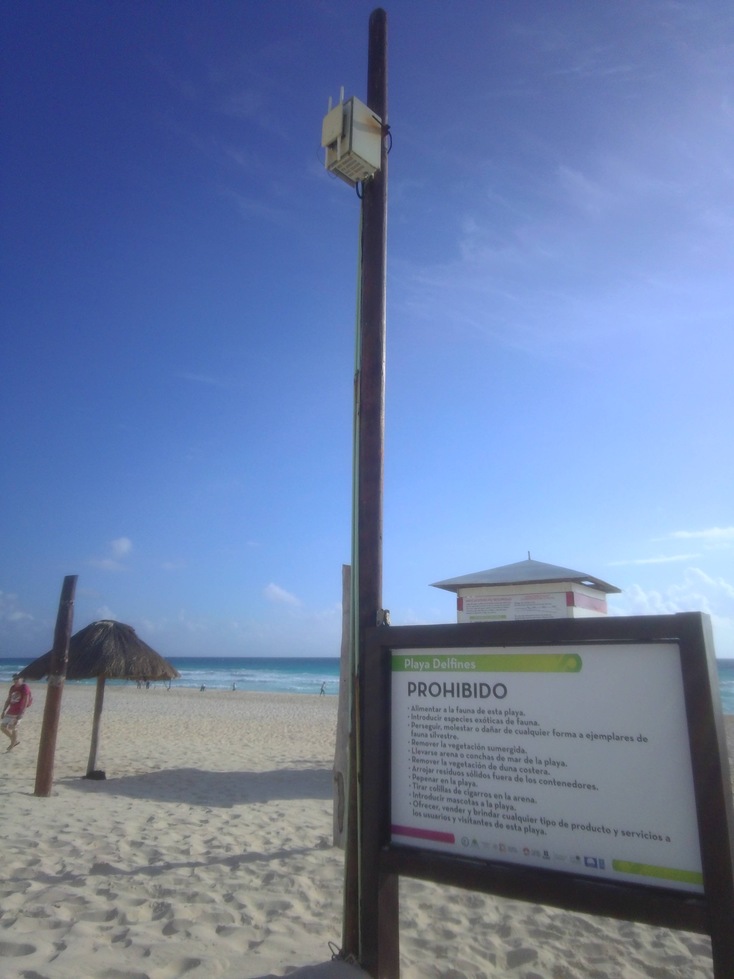 Playa Delfines
PROHIBIDO
· Alimentar a la fauna de esta playa.
· Introducir especies exóticas de fauna.
· Perseguir, molestar o dañar de cualquier forma a ejemplares de
fauna silvestre.
· Remover la vegetación sumergida.
· Llevarse arena o conchas de mar de la playa.
· Remover la vegetación de duna costera.
· Arrojar residuos sólidos fuera de los contenedores.
· Pepenar en la playa.
· Tirar colillas de cigarros en la arena.
· Introducir mascotas a la playa.
· Ofrecer, vender y brindar cualquier tipo de producto y servicios a
los usuarios y visitantes de esta playa.